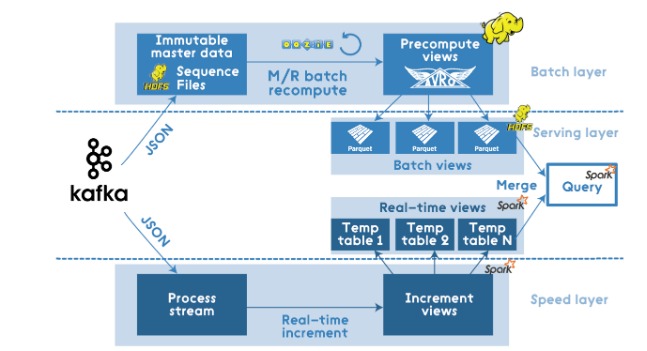 Immutable
master data
HDFS
Sequence
Files
OOZIE
M/R batch
recompute
Precompute
views
AVRO
Batch layer
JSON
Parquet
Parquet
Parquet
HDFS
Serving layer
Batch views
kafka
Merge
Spark
Query
Real-time views
Spark
Temp
table 1
Temp
table 2
Temp
table N
JSON
Spark
Process
stream
Real-time
increment
Increment
views
Speed layer